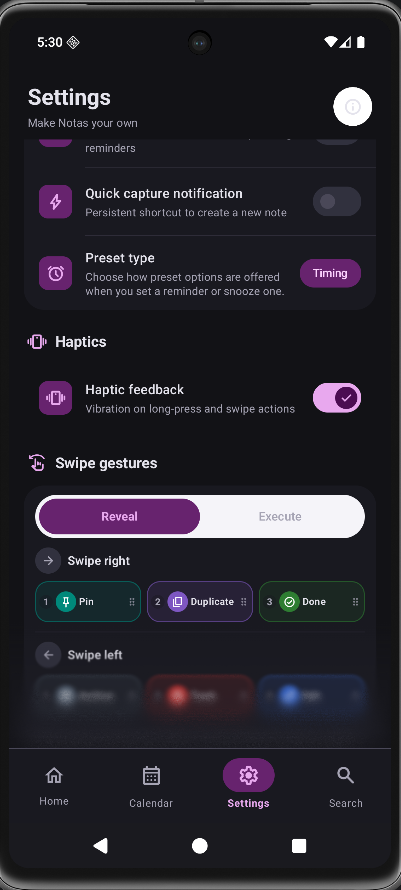 5:30
Settings
Make Notas your own
reminders
Quick capture notification
Persistent shortcut to create a new note
Preset type
Choose how preset options are offered
when you set a reminder or snooze one.
Timing
Haptics
Haptic feedback
Vibration on long-press and swipe actions
Swipe gestures
Reveal
Execute
Swipe right
1 Pin
2 Duplicate
3 Done
Swipe left
Home
Calendar
Settings
Search